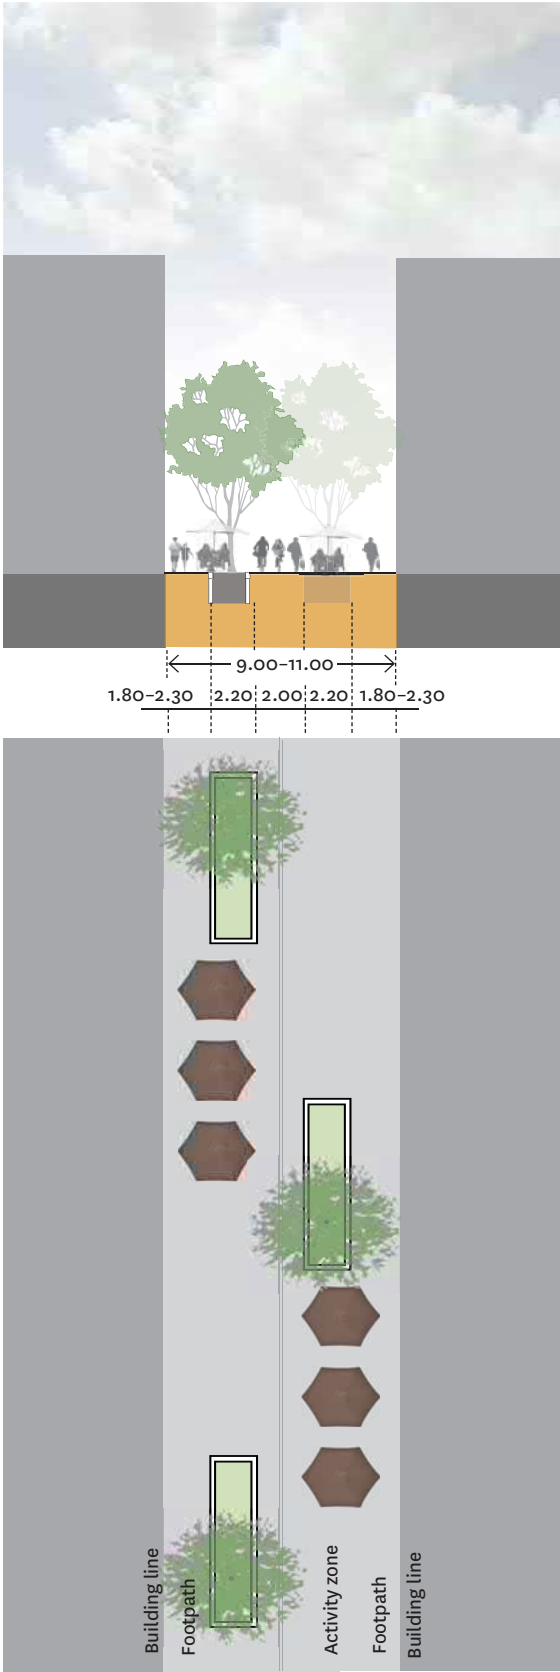 9.00–11.00
1.80–2.30 2.20 2.00 2.20 1.80–2.30
Building line
Footpath
Activity zone
Footpath
Building line